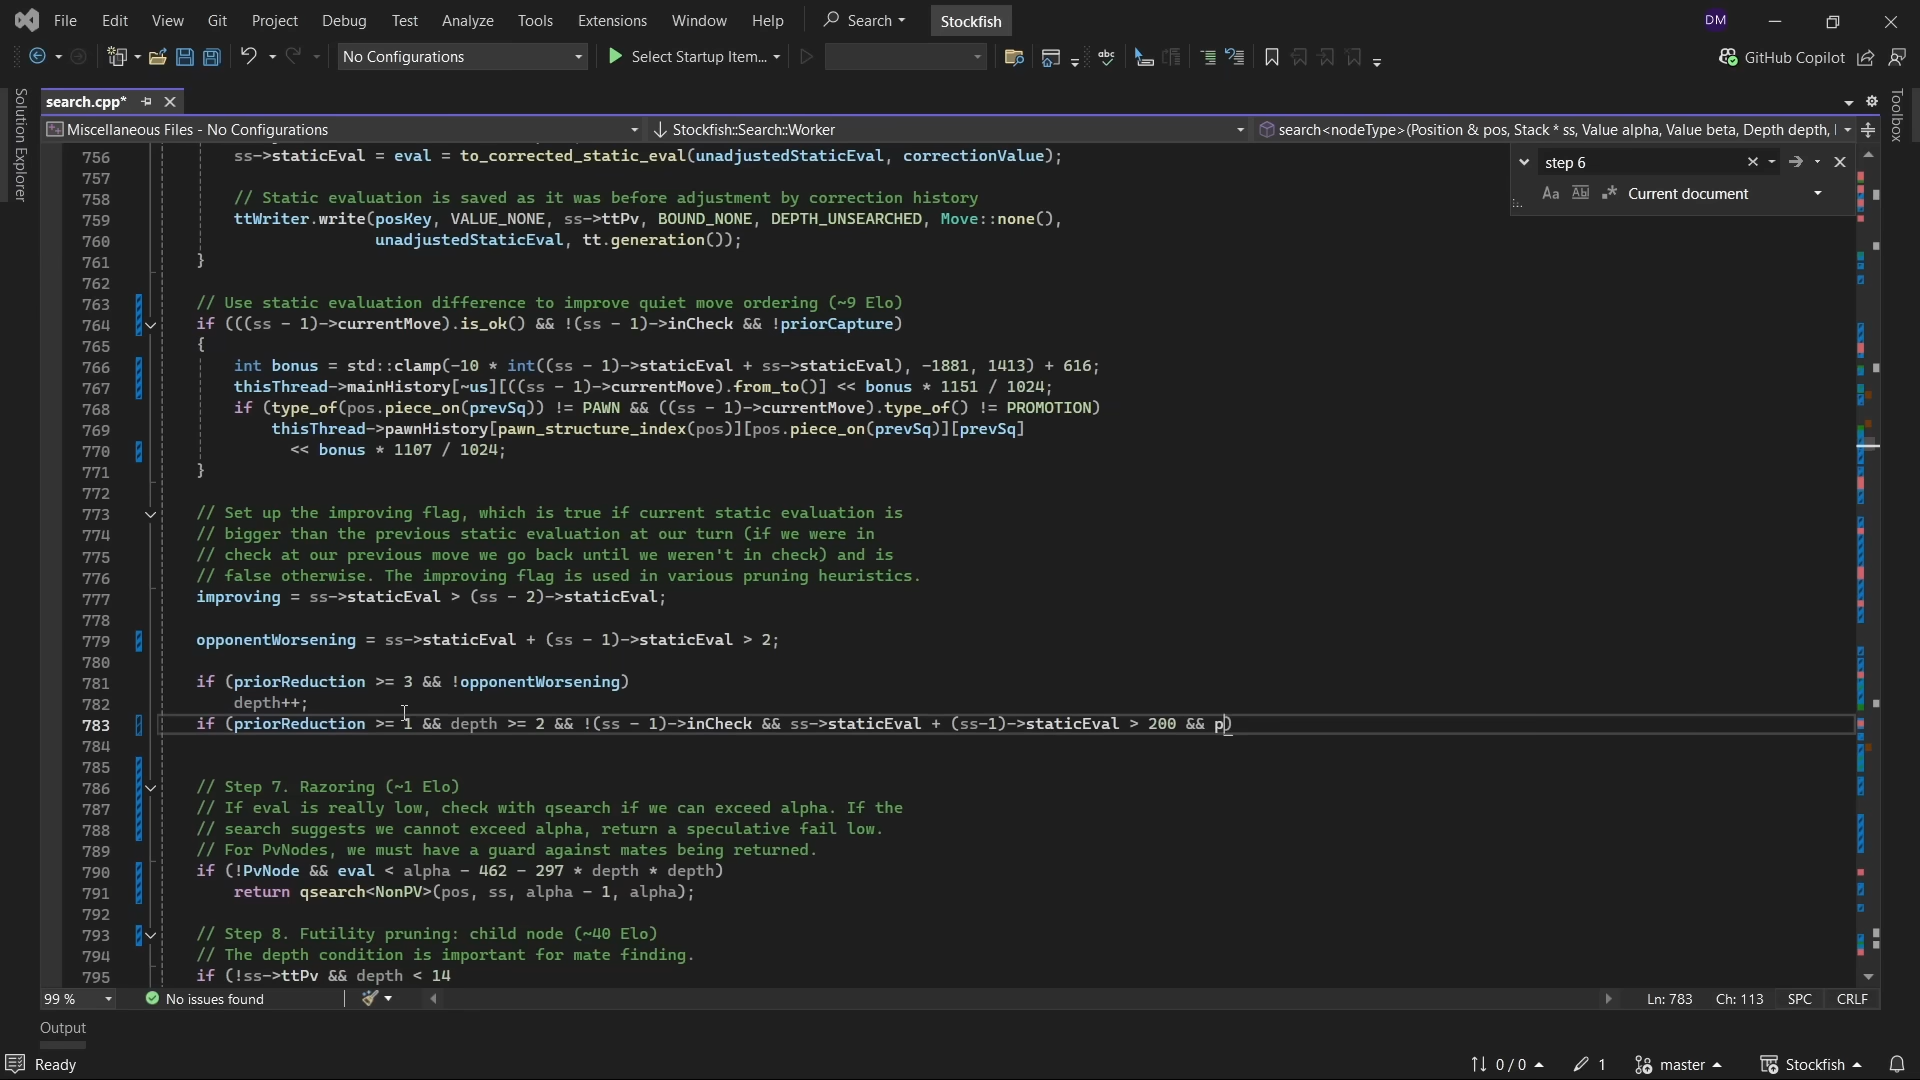 File Edit View Git Project Debug Test Analyze Tools Extensions Window Help Search Stockfish DM
No Configurations Select Startup Item... GitHub Copilot
Solution Explorer
Toolbox
search.cpp*
Miscellaneous Files - No Configurations Stockfish::Search::Worker search<nodeType>(Position & pos, Stack * ss, Value alpha, Value beta, Depth depth,
step 6
Aa Ab Current document
756 ss->staticEval = eval = to_corrected_static_eval(unadjustedStaticEval, correctionValue);
757
758 // Static evaluation is saved as it was before adjustment by correction history
759 ttWriter.write(posKey, VALUE_NONE, ss->ttPv, BOUND_NONE, DEPTH_UNSEARCHED, Move::none(),
760 unadjustedStaticEval, tt.generation());
761 }
762
763 // Use static evaluation difference to improve quiet move ordering (~9 Elo)
764 if (((ss - 1)->currentMove).is_ok() && !(ss - 1)->inCheck && !priorCapture)
765 {
766 int bonus = std::clamp(-10 * int((ss - 1)->staticEval + ss->staticEval), -1881, 1413) + 616;
767 thisThread->mainHistory[~us][((ss - 1)->currentMove).from_to()] << bonus * 1151 / 1024;
768 if (type_of(pos.piece_on(prevSq)) != PAWN && ((ss - 1)->currentMove).type_of() != PROMOTION)
769 thisThread->pawnHistory[pawn_structure_index(pos)][pos.piece_on(prevSq)][prevSq]
770 << bonus * 1107 / 1024;
771 }
772
773 // Set up the improving flag, which is true if current static evaluation is
774 // bigger than the previous static evaluation at our turn (if we were in
775 // check at our previous move we go back until we weren't in check) and is
776 // false otherwise. The improving flag is used in various pruning heuristics.
777 improving = ss->staticEval > (ss - 2)->staticEval;
778
779 opponentWorsening = ss->staticEval + (ss - 1)->staticEval > 2;
780
781 if (priorReduction >= 3 && !opponentWorsening)
782 depth++;
783 if (priorReduction >= 1 && depth >= 2 && !(ss - 1)->inCheck && ss->staticEval + (ss-1)->staticEval > 200 && p)
784
785
786 // Step 7. Razoring (~1 Elo)
787 // If eval is really low, check with qsearch if we can exceed alpha. If the
788 // search suggests we cannot exceed alpha, return a speculative fail low.
789 // For PvNodes, we must have a guard against mates being returned.
790 if (!PvNode && eval < alpha - 462 - 297 * depth * depth)
791 return qsearch<NonPV>(pos, ss, alpha - 1, alpha);
792
793 // Step 8. Futility pruning: child node (~40 Elo)
794 // The depth condition is important for mate finding.
795 if (!ss->ttPv && depth < 14
99 % No issues found Ln: 783 Ch: 113 SPC CRLF
Output
Ready 0 / 0 1 master Stockfish